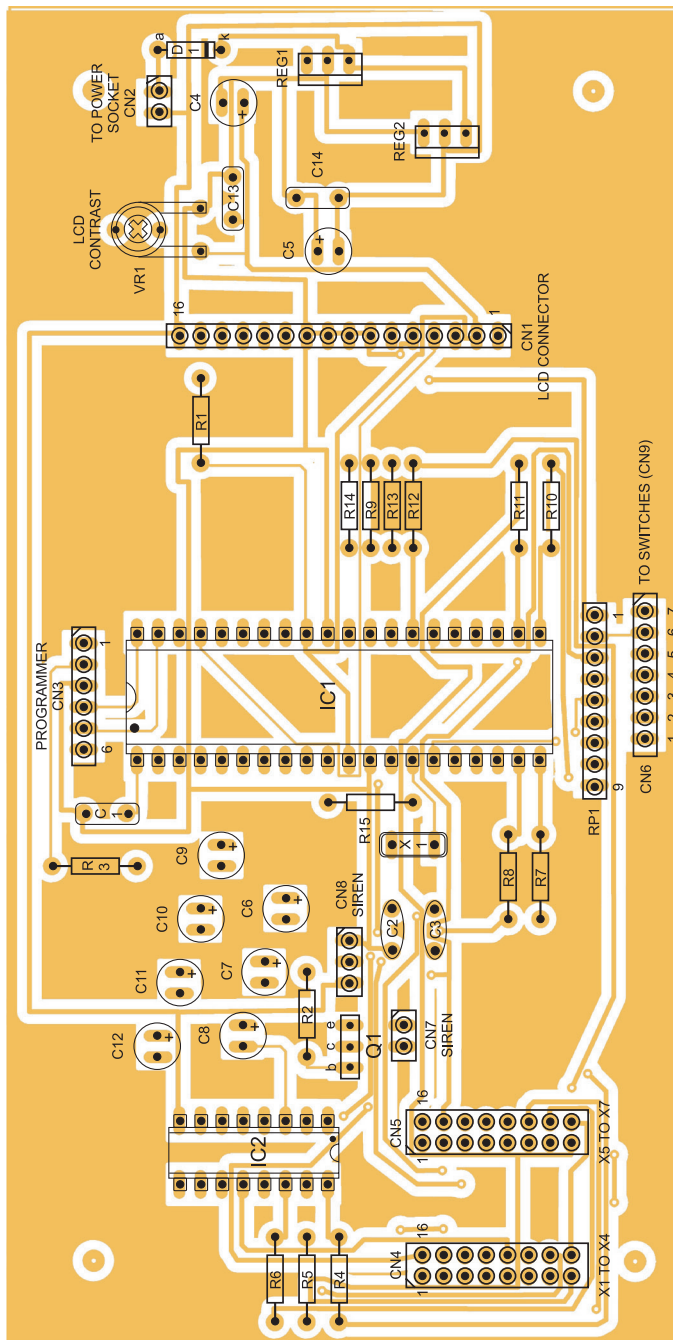 a
D
1
k
TO POWER
SOCKET
CN2
C4
+
REG1
REG2
LCD
CONTRAST
VR1
C13
C14
C5
+
16
1
CN1
LCD CONNECTOR
R1
R14
R9
R13
R12
R11
R10
TO SWITCHES (CN9)
PROGRAMMER
CN3
1
6
IC1
1
9
RP1
7
6
5
4
3
2
1
CN6
C
1
R
3
C9
+
R15
X
1
R8
R7
C10
+
C6
+
CN8
SIREN
C2
C3
C11
+
C7
+
R2
C12
+
C8
+
e
c
b
Q1
CN7
SIREN
IC2
16
CN5
1
X5 TO X7
R6
R5
R4
16
CN4
1
X1 TO X4